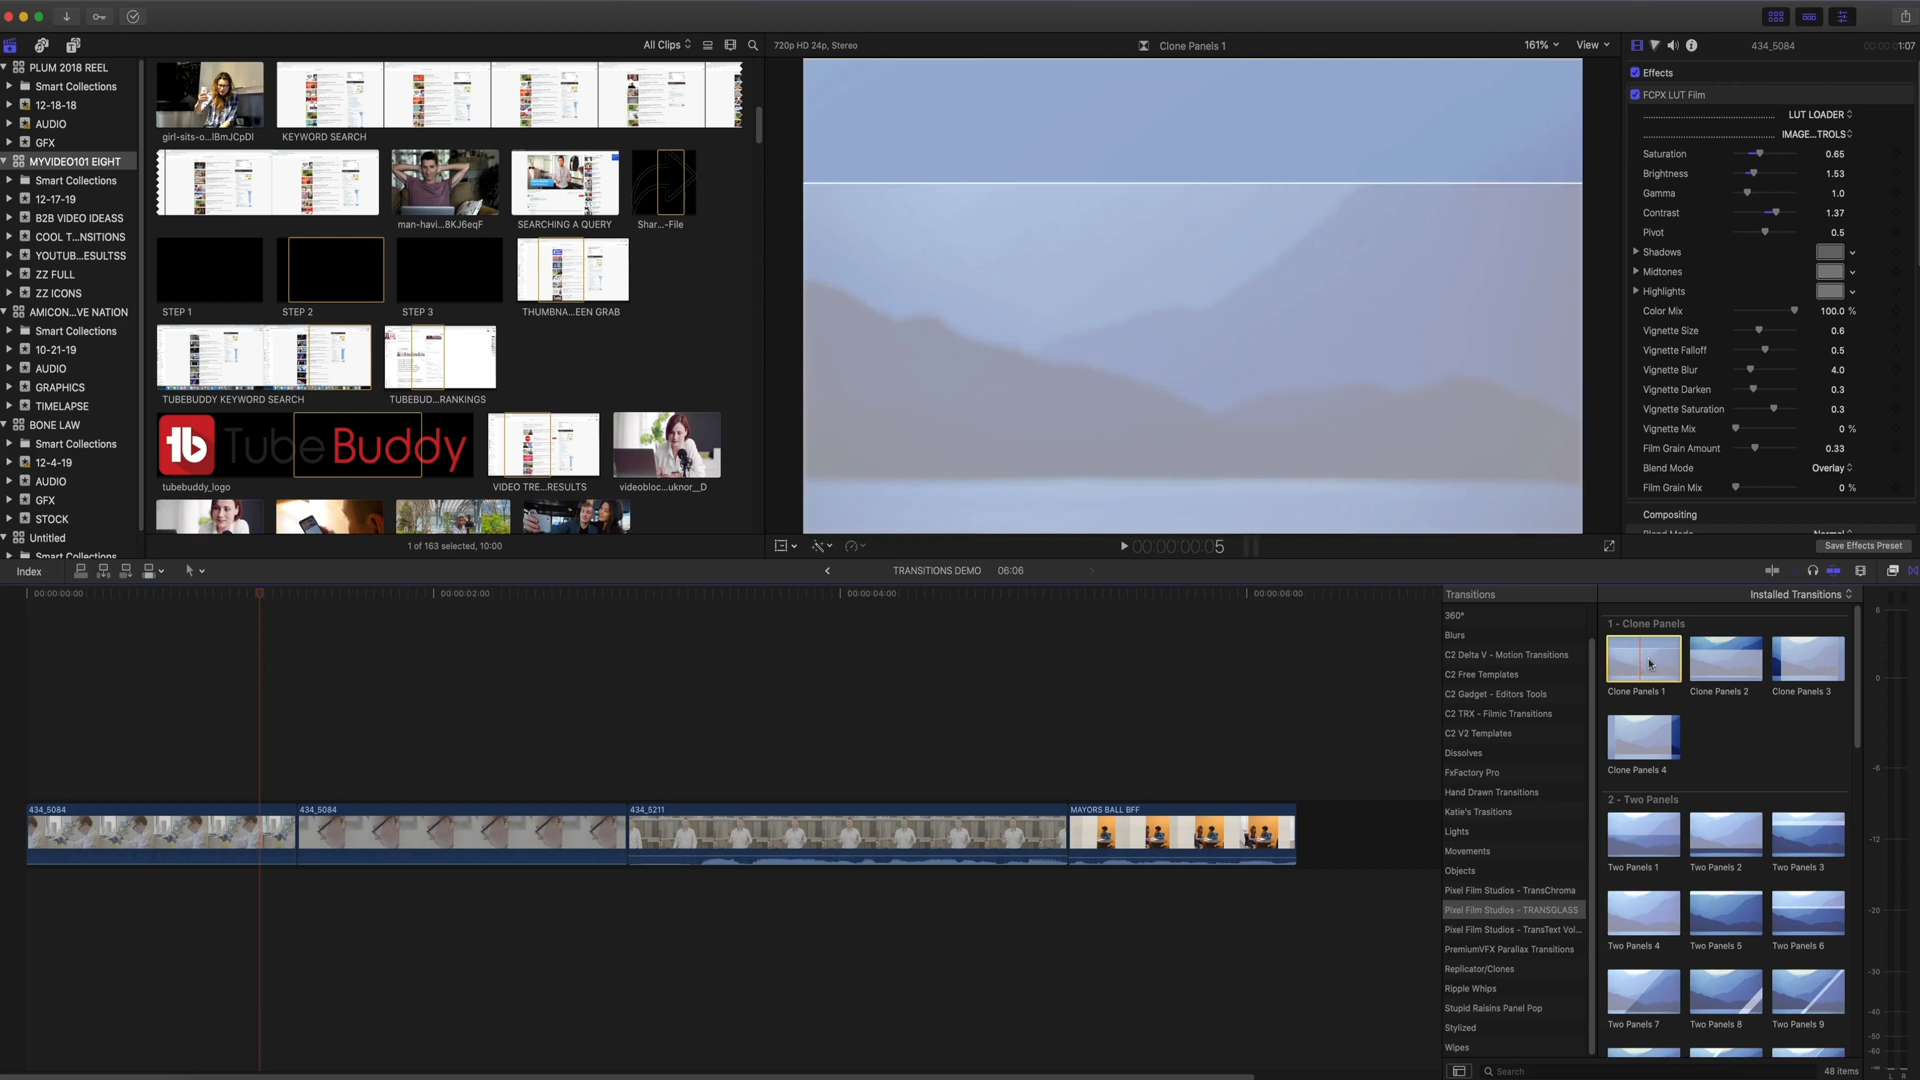 All Clips
720p HD 24p, Stereo
Clone Panels 1
161%
View
434_5084
1:07
PLUM 2018 REEL
Smart Collections
12-18-18
AUDIO
GFX
MYVIDEO101 EIGHT
Smart Collections
12-17-19
B2B VIDEO IDEASS
COOL T...NSITIONS
YOUTUB...ESULTSS
ZZ FULL
ZZ ICONS
AMICON...VE NATION
Smart Collections
10-21-19
AUDIO
GRAPHICS
TIMELAPSE
BONE LAW
Smart Collections
12-4-19
AUDIO
GFX
STOCK
Untitled
Smart Collections
girl-sits-o...lBmJCpDl
KEYWORD SEARCH
man-havi...8KJ6eqF
SEARCHING A QUERY
Shar...-File
STEP 1
STEP 2
STEP 3
THUMBNA...EEN GRAB
TUBEBUDDY KEYWORD SEARCH
TUBEBUD...RANKINGS
tb TubeBuddy
tubebuddy_logo
VIDEO TRE...RESULTS
videobloc...uknor__D
1 of 163 selected, 10:00
00:00:00:05
Effects
FCPX LUT Film
LUT LOADER
IMAGE...TROLS
Saturation 0.65
Brightness 1.53
Gamma 1.0
Contrast 1.37
Pivot 0.5
Shadows
Midtones
Highlights
Color Mix 100.0 %
Vignette Size 0.6
Vignette Falloff 0.5
Vignette Blur 4.0
Vignette Darken 0.3
Vignette Saturation 0.3
Vignette Mix 0 %
Film Grain Amount 0.33
Blend Mode Overlay
Film Grain Mix 0 %
Compositing
Blend Mode Normal
Save Effects Preset
Index
TRANSITIONS DEMO 06:06
00:00:00:00
00:00:02:00
00:00:04:00
00:00:06:00
434_5084
434_5084
434_5211
MAYORS BALL BFF
Transitions
Installed Transitions
360°
Blurs
C2 Delta V - Motion Transitions
C2 Free Templates
C2 Gadget - Editors Tools
C2 TRX - Filmic Transitions
C2 V2 Templates
Dissolves
FxFactory Pro
Hand Drawn Transitions
Katie's Trasitions
Lights
Movements
Objects
Pixel Film Studios - TransChroma
Pixel Film Studios - TRANSGLASS
Pixel Film Studios - TransText Vol...
PremiumVFX Parallax Transitions
Replicator/Clones
Ripple Whips
Stupid Raisins Panel Pop
Stylized
Wipes
1 - Clone Panels
Clone Panels 1
Clone Panels 2
Clone Panels 3
Clone Panels 4
2 - Two Panels
Two Panels 1
Two Panels 2
Two Panels 3
Two Panels 4
Two Panels 5
Two Panels 6
Two Panels 7
Two Panels 8
Two Panels 9
Search
48 items
6
0
-6
-12
-20
-30
-40
-50
-60
L R